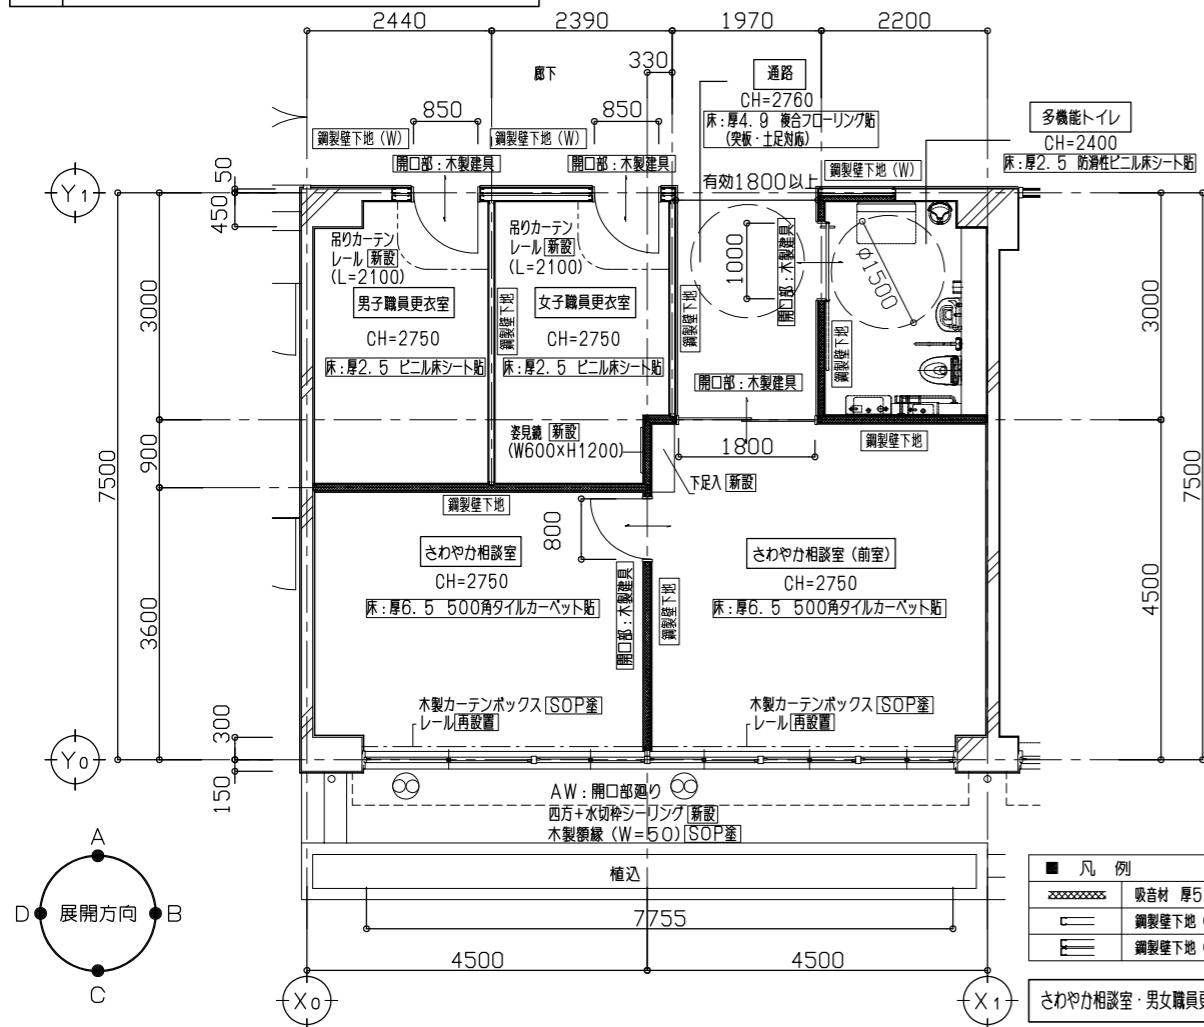 2440
2390
1970
2200
330
廊下
通路
CH=2760
床:厚4.9 複合フローリング貼
(突板・土足対応)
850
850
多機能トイレ
CH=2400
床:厚2.5 防滑性ビニル床シート貼
鋼製壁下地(W)
鋼製壁下地(W)
鋼製壁下地(W)
開口部:木製建具
開口部:木製建具
有効1800以上
Y1
50
450
吊りカーテン
レール 新設
(L=2100)
吊りカーテン
レール 新設
(L=2100)
1000
開口部:木製建具
φ1500
3000
3000
男子職員更衣室
CH=2750
床:厚2.5 ビニル床シート貼
鋼製壁下地
女子職員更衣室
CH=2750
床:厚2.5 ビニル床シート貼
鋼製壁下地
鋼製壁下地
開口部:木製建具
姿見鏡 新設
(W600×H1200)
1800
鋼製壁下地
下足入 新設
900
7500
7500
鋼製壁下地
800
さわやか相談室
CH=2750
床:厚6.5 500角タイルカーペット貼
開口部:木製建具
鋼製壁下地
さわやか相談室(前室)
CH=2750
床:厚6.5 500角タイルカーペット貼
3600
4500
木製カーテンボックス SOP塗
レール 再設置
木製カーテンボックス SOP塗
レール 再設置
300
Y0
150
AW:開口部廻り
四方+水切枠シーリング 新設
木製額縁(W=50) SOP塗
植込
A
D
展開方向
B
C
7755
4500
4500
X0
X1
■ 凡 例
吸音材 厚5
鋼製壁下地
鋼製壁下地
さわやか相談室・男女職員更